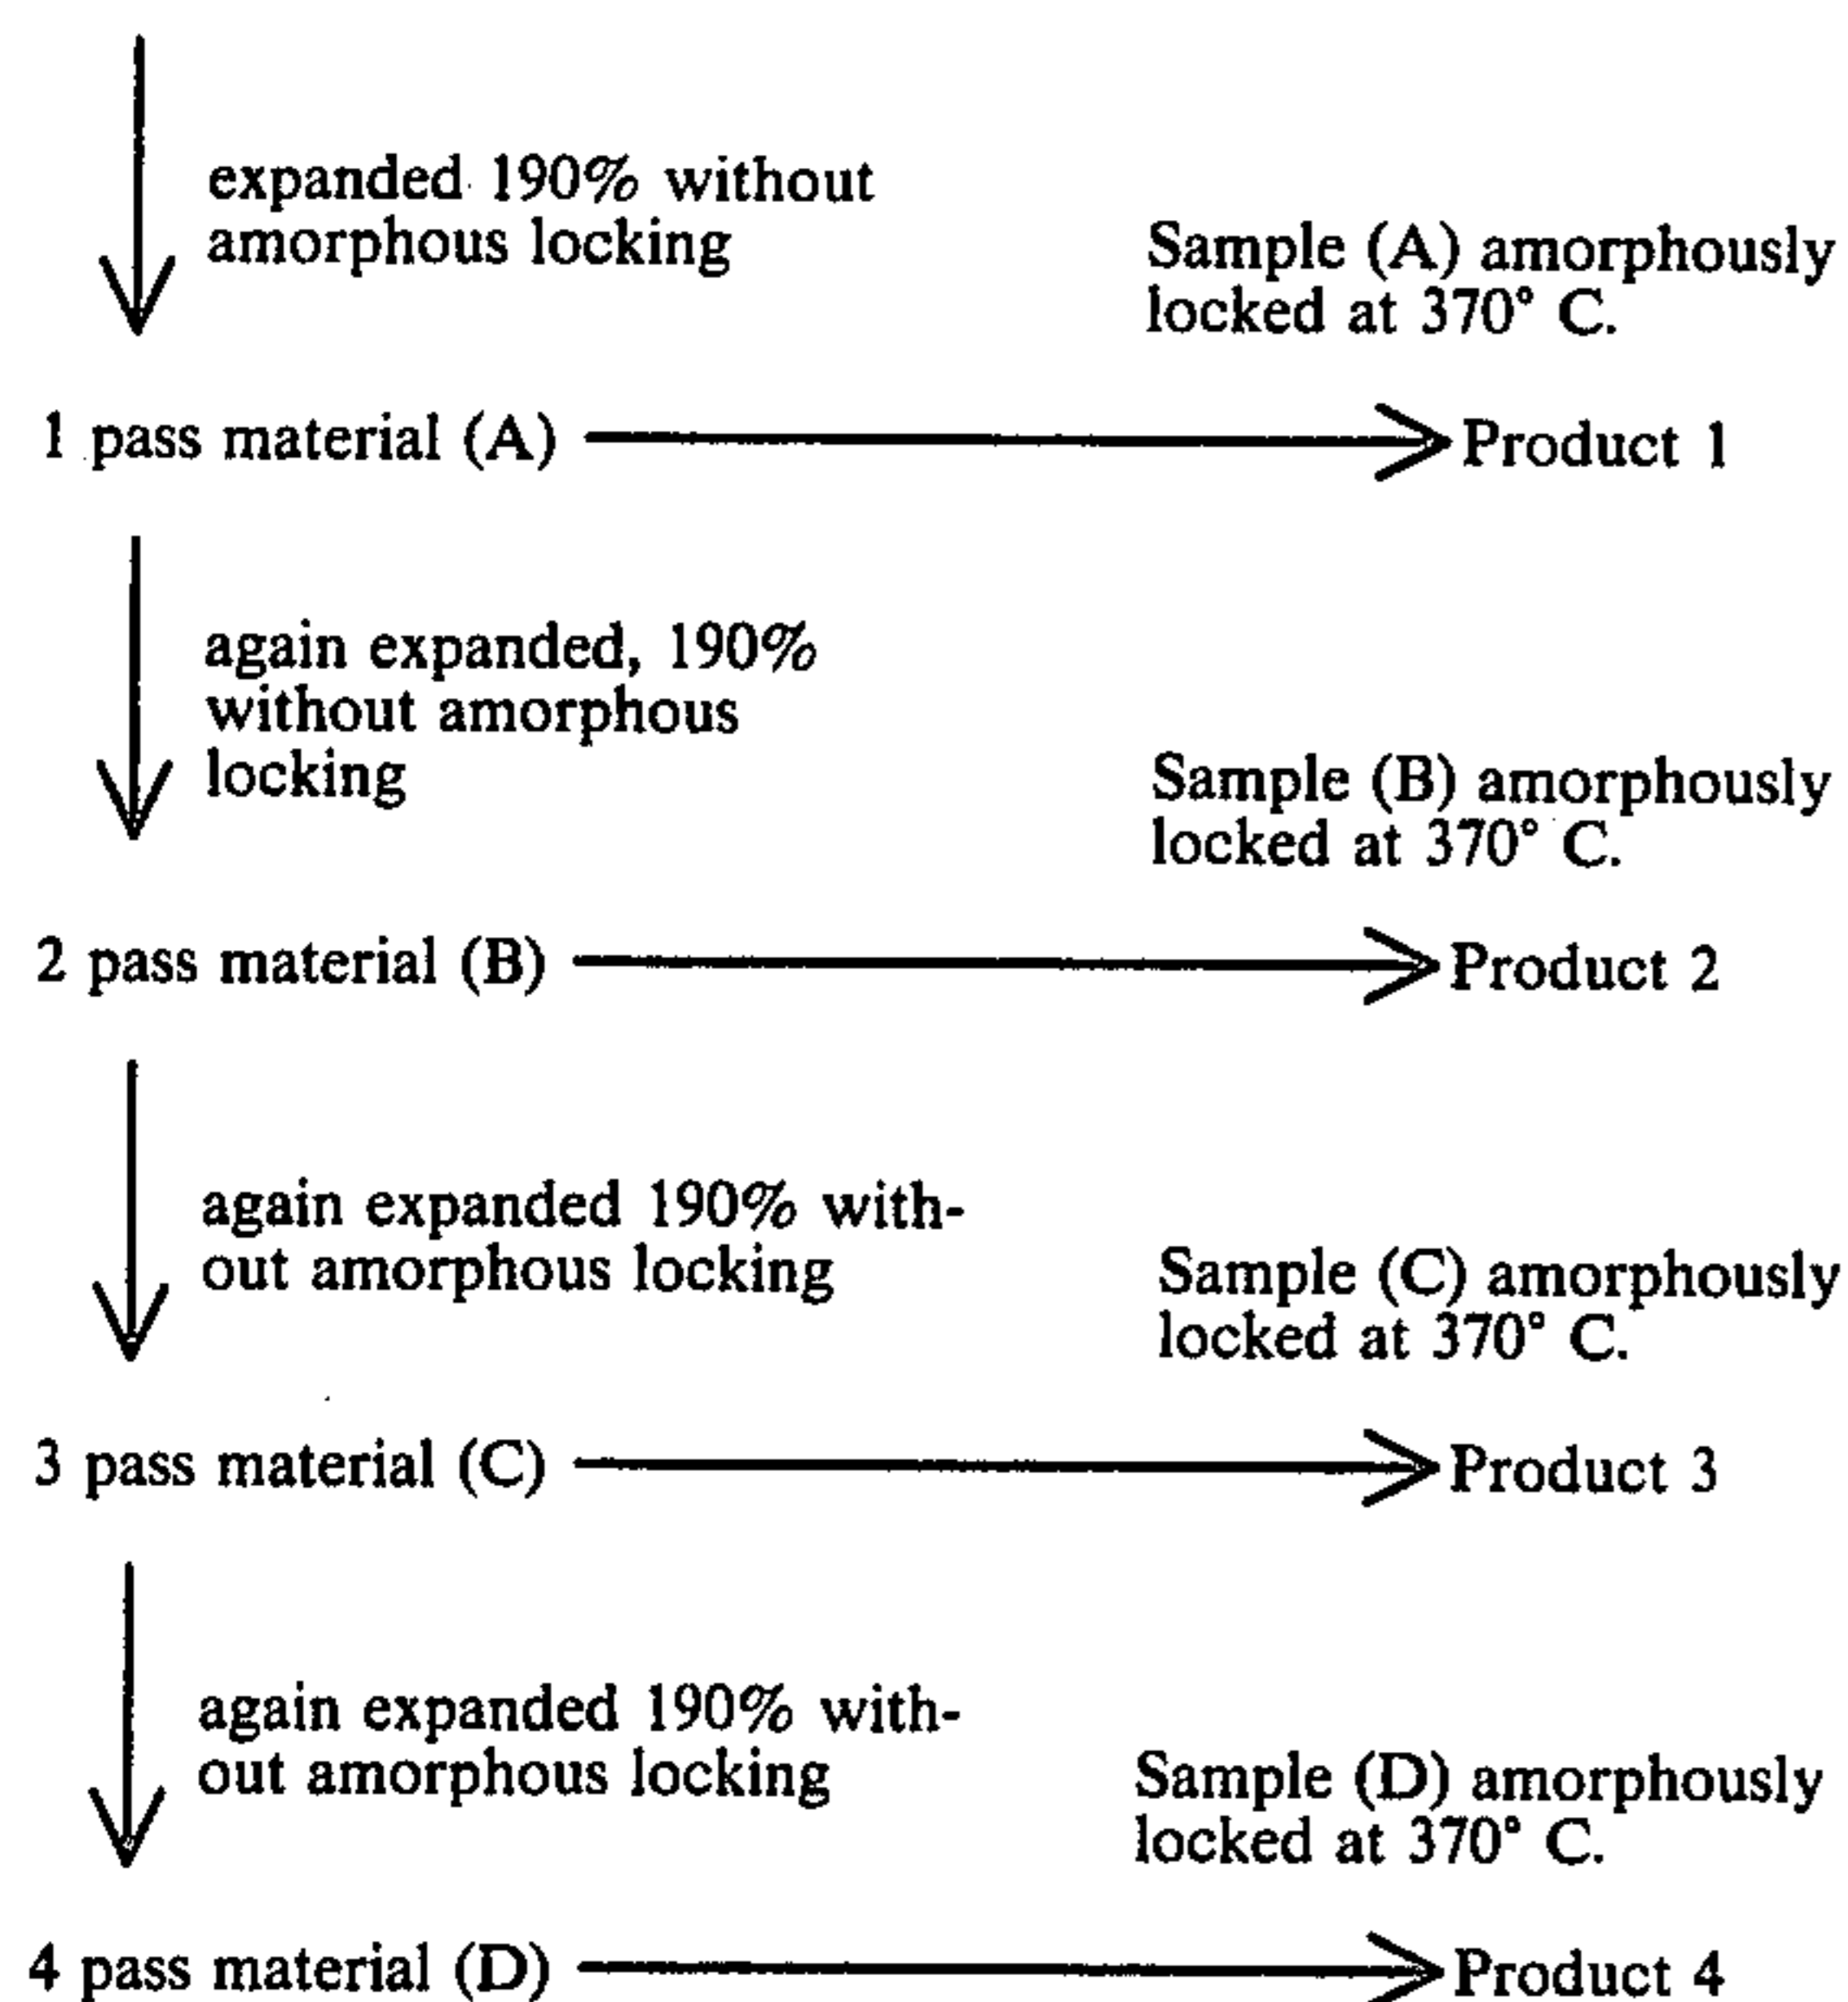 expanded 190% without
amorphous locking
Sample (A) amorphously
locked at 370° C.
1 pass material (A)
Product 1
again expanded, 190%
without amorphous
locking
Sample (B) amorphously
locked at 370° C.
2 pass material (B)
Product 2
again expanded 190% with-
out amorphous locking
Sample (C) amorphously
locked at 370° C.
3 pass material (C)
Product 3
again expanded 190% with-
out amorphous locking
Sample (D) amorphously
locked at 370° C.
4 pass material (D)
Product 4